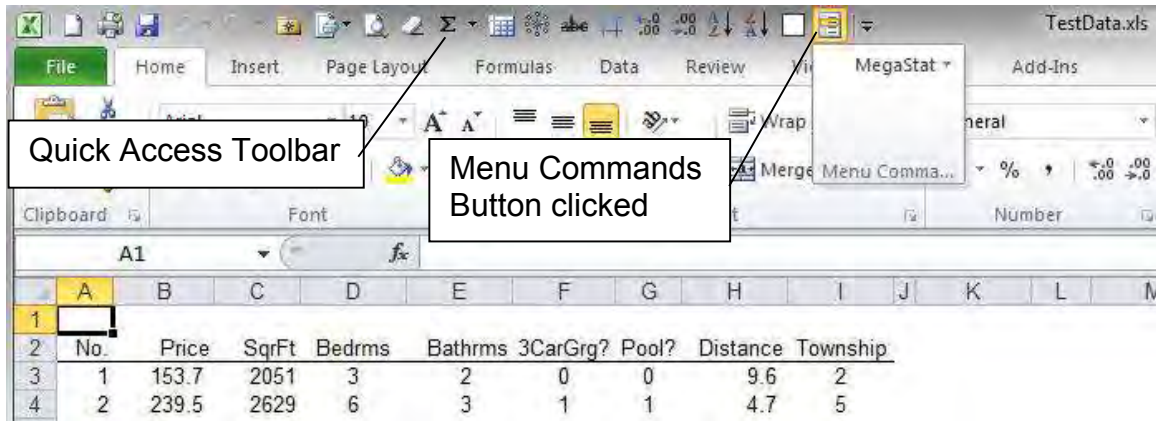 TestData.xls
File Home Insert Page Layout Formulas Data Review MegaStat Add-Ins
Quick Access Toolbar
Menu Commands
Button clicked
Wrap
Merge
Menu Comma...
%
Clipboard Font Number
A1 fx
A B C D E F G H I J K L M
1
2 No. Price SqrFt Bedrms Bathrms 3CarGrg? Pool? Distance Township
3 1 153.7 2051 3 2 0 0 9.6 2
4 2 239.5 2629 6 3 1 1 4.7 5